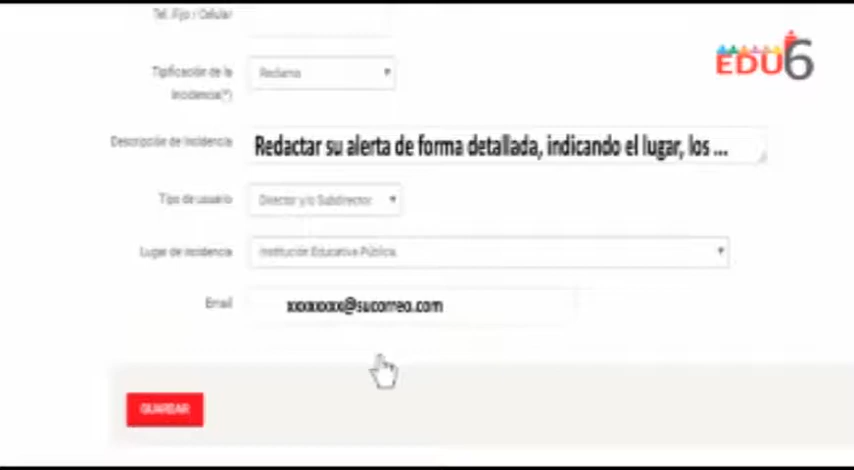 Tel. Fijo / Celular
EDU6
Tipificación de la
Incidencia(*)
Reclamo
Descripción de Incidencia
Redactar su alerta de forma detallada, indicando el lugar, los ...
Tipo de usuario
Director y/o Subdirector
Lugar de Incidencia
Institución Educativa Pública
Email
xxxxxxx@sucorreo.com
GUARDAR